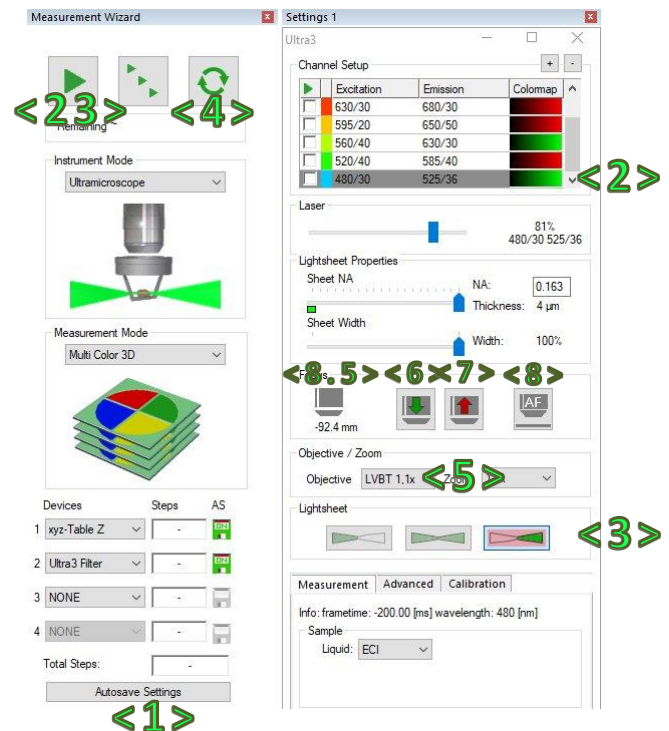 Measurement Wizard
<23> <4>
Remaining ~
Instrument Mode
Ultramicroscope
Measurement Mode
Multi Color 3D
Devices Steps AS
1 xyz-Table Z - ON
2 Ultra3 Filter - ON
3 NONE -
4 NONE -
Total Steps: -
Autosave Settings
<1>
Settings 1
Ultra3
Channel Setup + -
Excitation Emission Colormap
630/30 680/30
595/20 650/50
560/40 630/30
520/40 585/40
480/30 525/36
<2>
Laser
81%
480/30 525/36
Lightsheet Properties
Sheet NA
NA: 0.163
Thickness: 4 µm
Sheet Width
Width: 100%
<8.5> <6><7> <8>
-92.4 mm
AF
Objective / Zoom
Objective LVBT 1,1x <5>
Lightsheet
<3>
Measurement Advanced Calibration
Info: frametime: -200.00 [ms] wavelength: 480 [nm]
Sample
Liquid: ECI